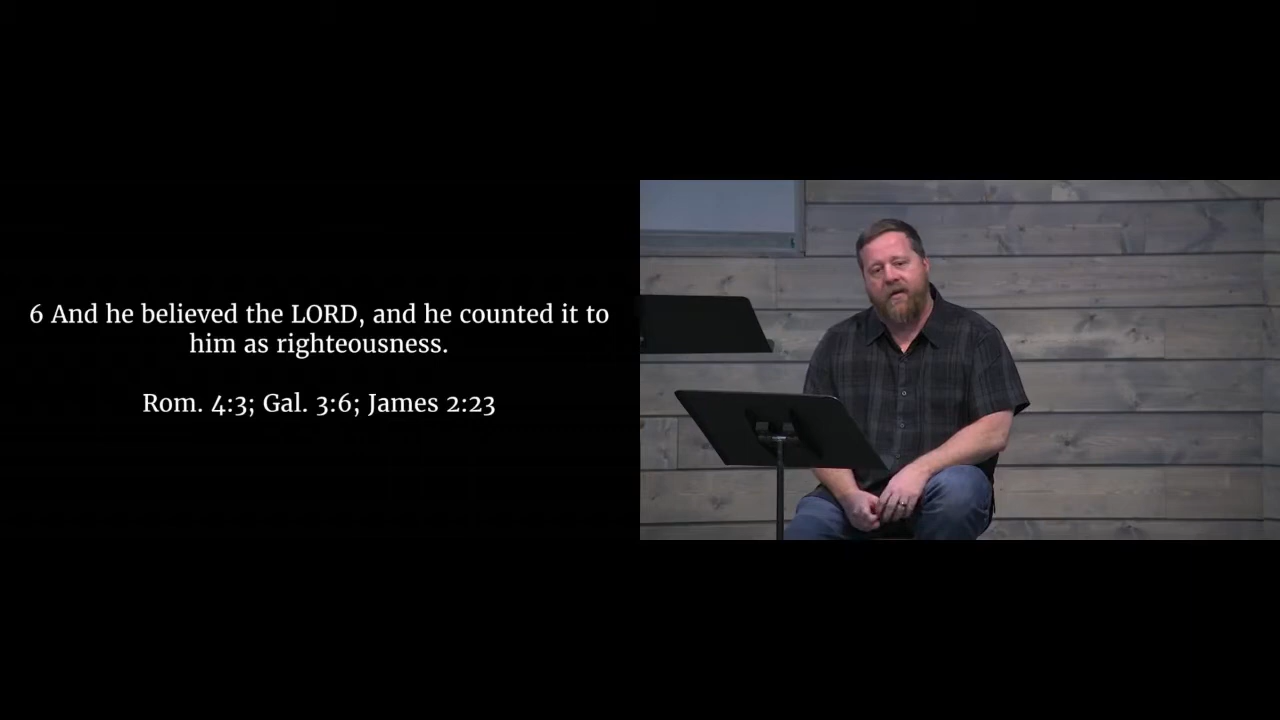 6 And he believed the LORD, and he counted it to
him as righteousness.
Rom. 4:3; Gal. 3:6; James 2:23